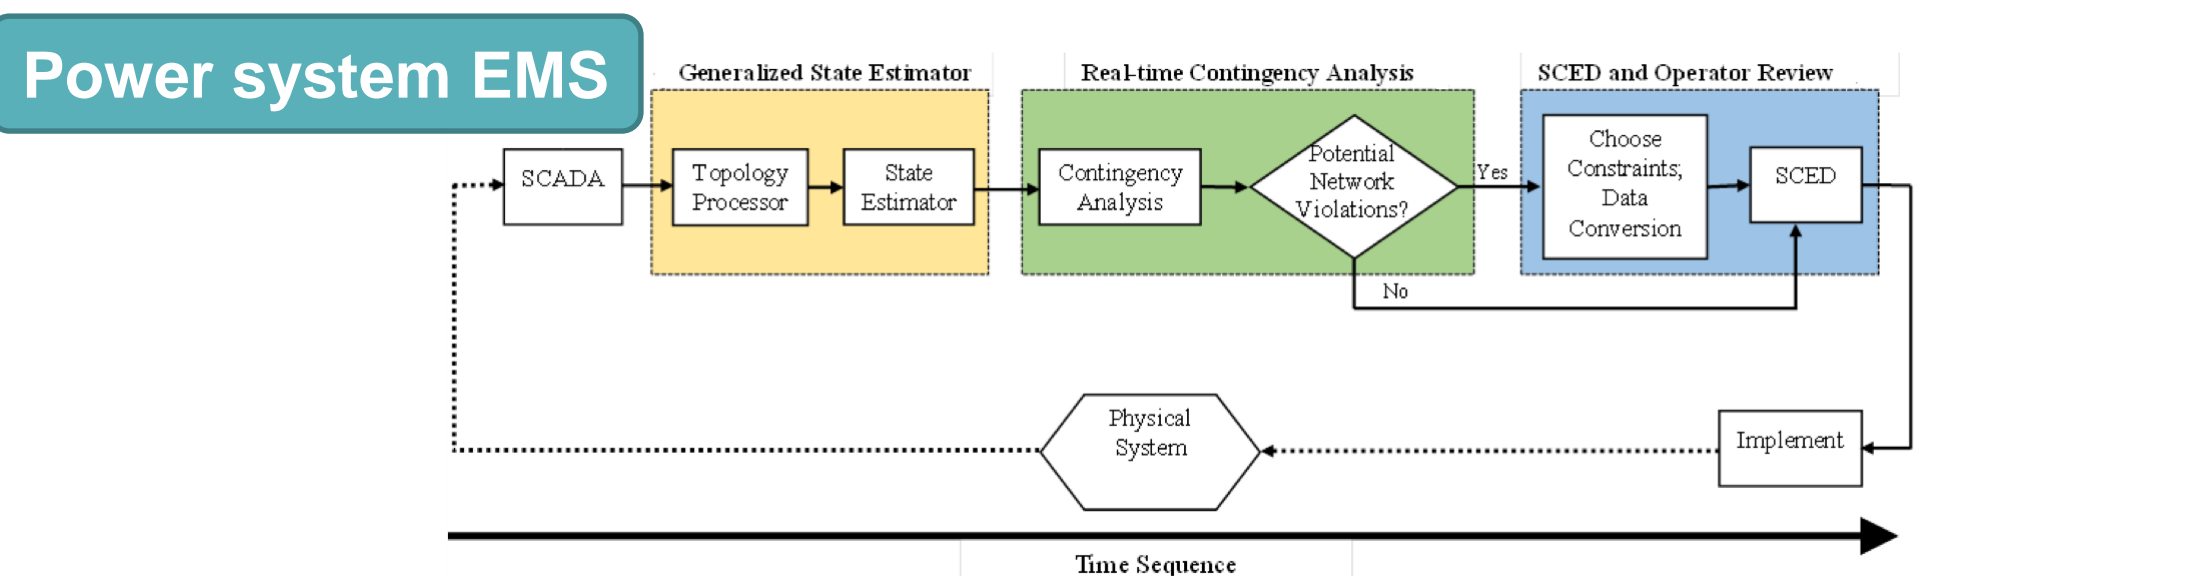 Power system EMS
Generalized State Estimator
Real-time Contingency Analysis
SCED and Operator Review
SCADA
Topology
Processor
State
Estimator
Contingency
Analysis
Potential
Network
Violations?
Yes
No
Choose
Constraints;
Data
Conversion
SCED
Physical
System
Implement
Time Sequence